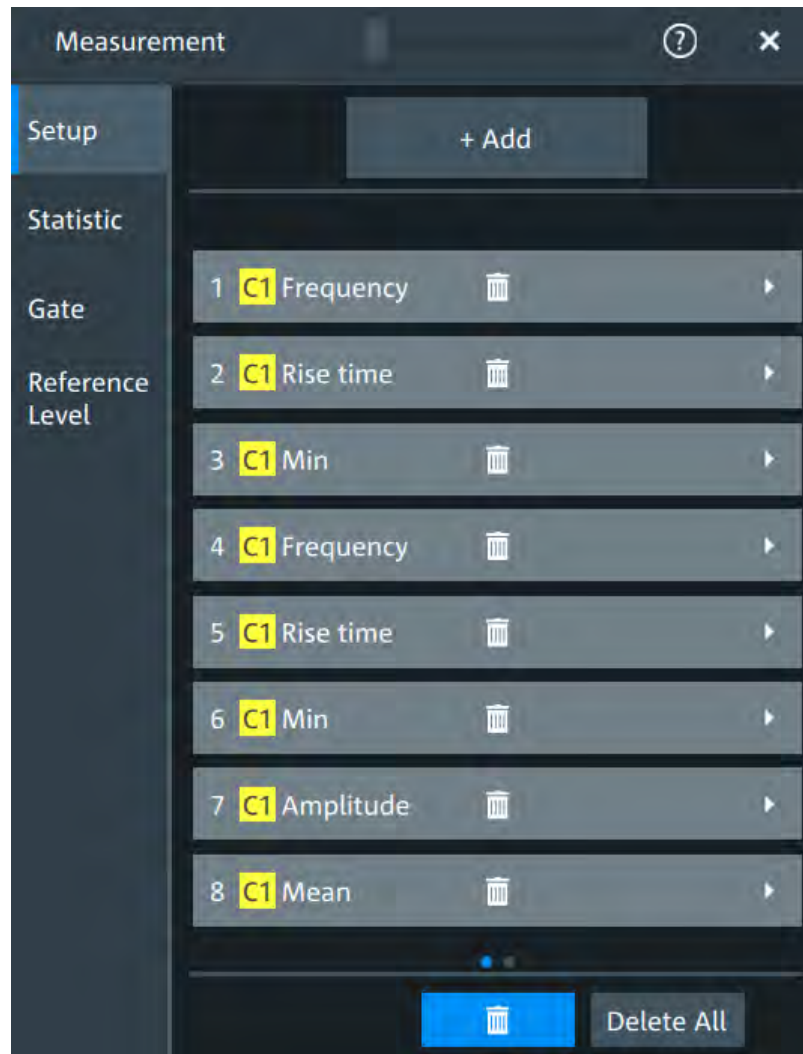 Measurement ? ×
Setup
+ Add
Statistic
Gate
Reference
Level
1 C1 Frequency
2 C1 Rise time
3 C1 Min
4 C1 Frequency
5 C1 Rise time
6 C1 Min
7 C1 Amplitude
8 C1 Mean
Delete All